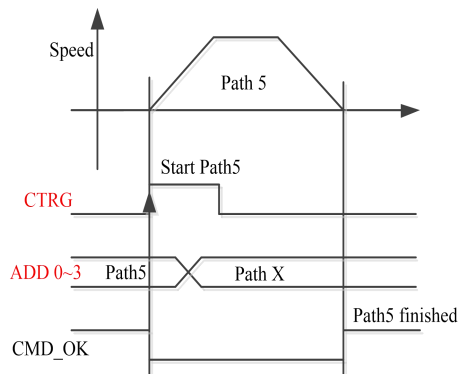 Speed
Path 5
Start Path5
CTRG
ADD 0~3 Path5 Path X
Path5 finished
CMD_OK